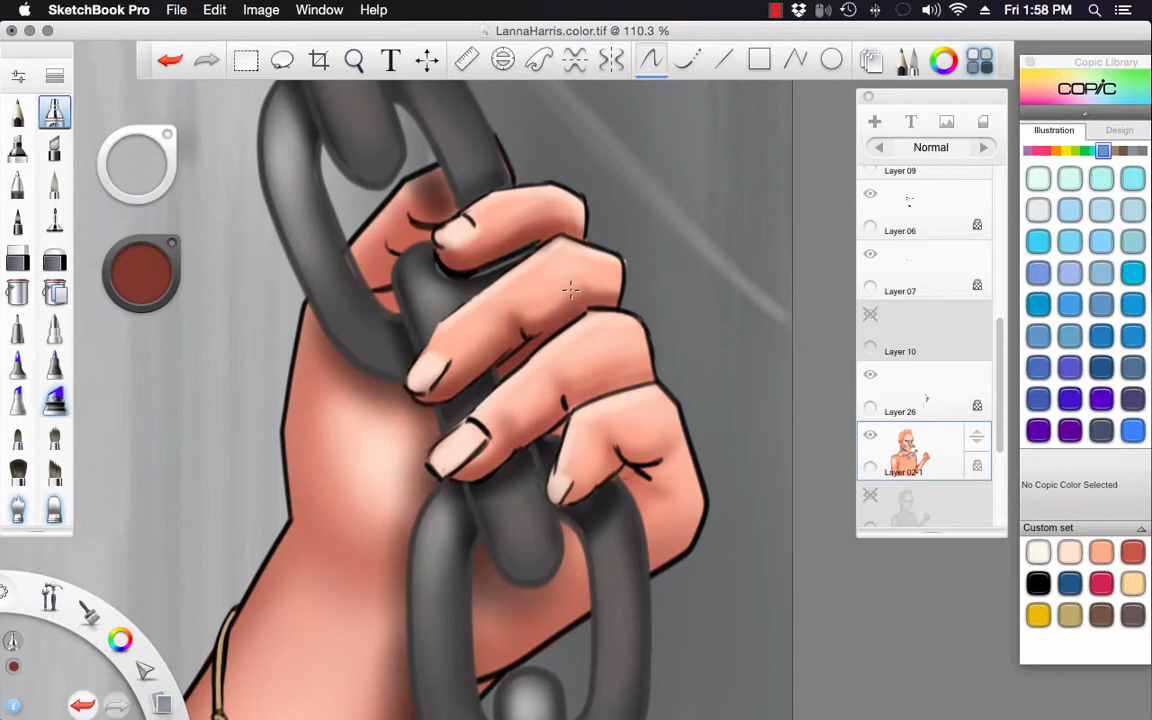 SketchBook Pro File Edit Image Window Help
Fri 1:58 PM
LannaHarris.color.tif @ 110.3 %
T
Copic Library
COPIC
Illustration Design
T
Normal
Layer 09
Layer 06
Layer 07
Layer 10
Layer 26
Layer 02-1
No Copic Color Selected
Custom set